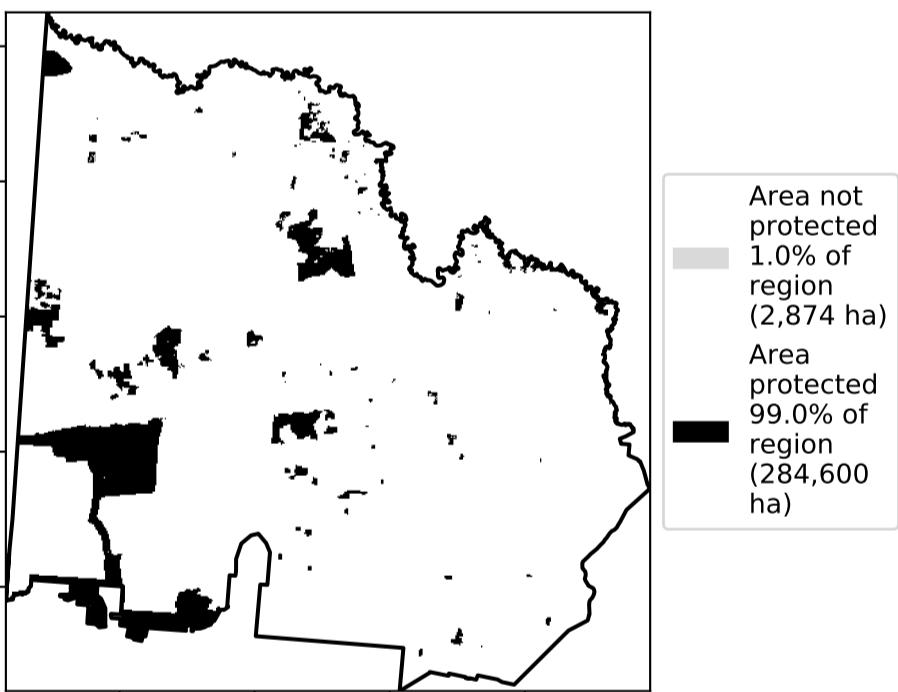 Area not
protected
1.0% of
region
(2,874 ha)
Area
protected
99.0% of
region
(284,600
ha)